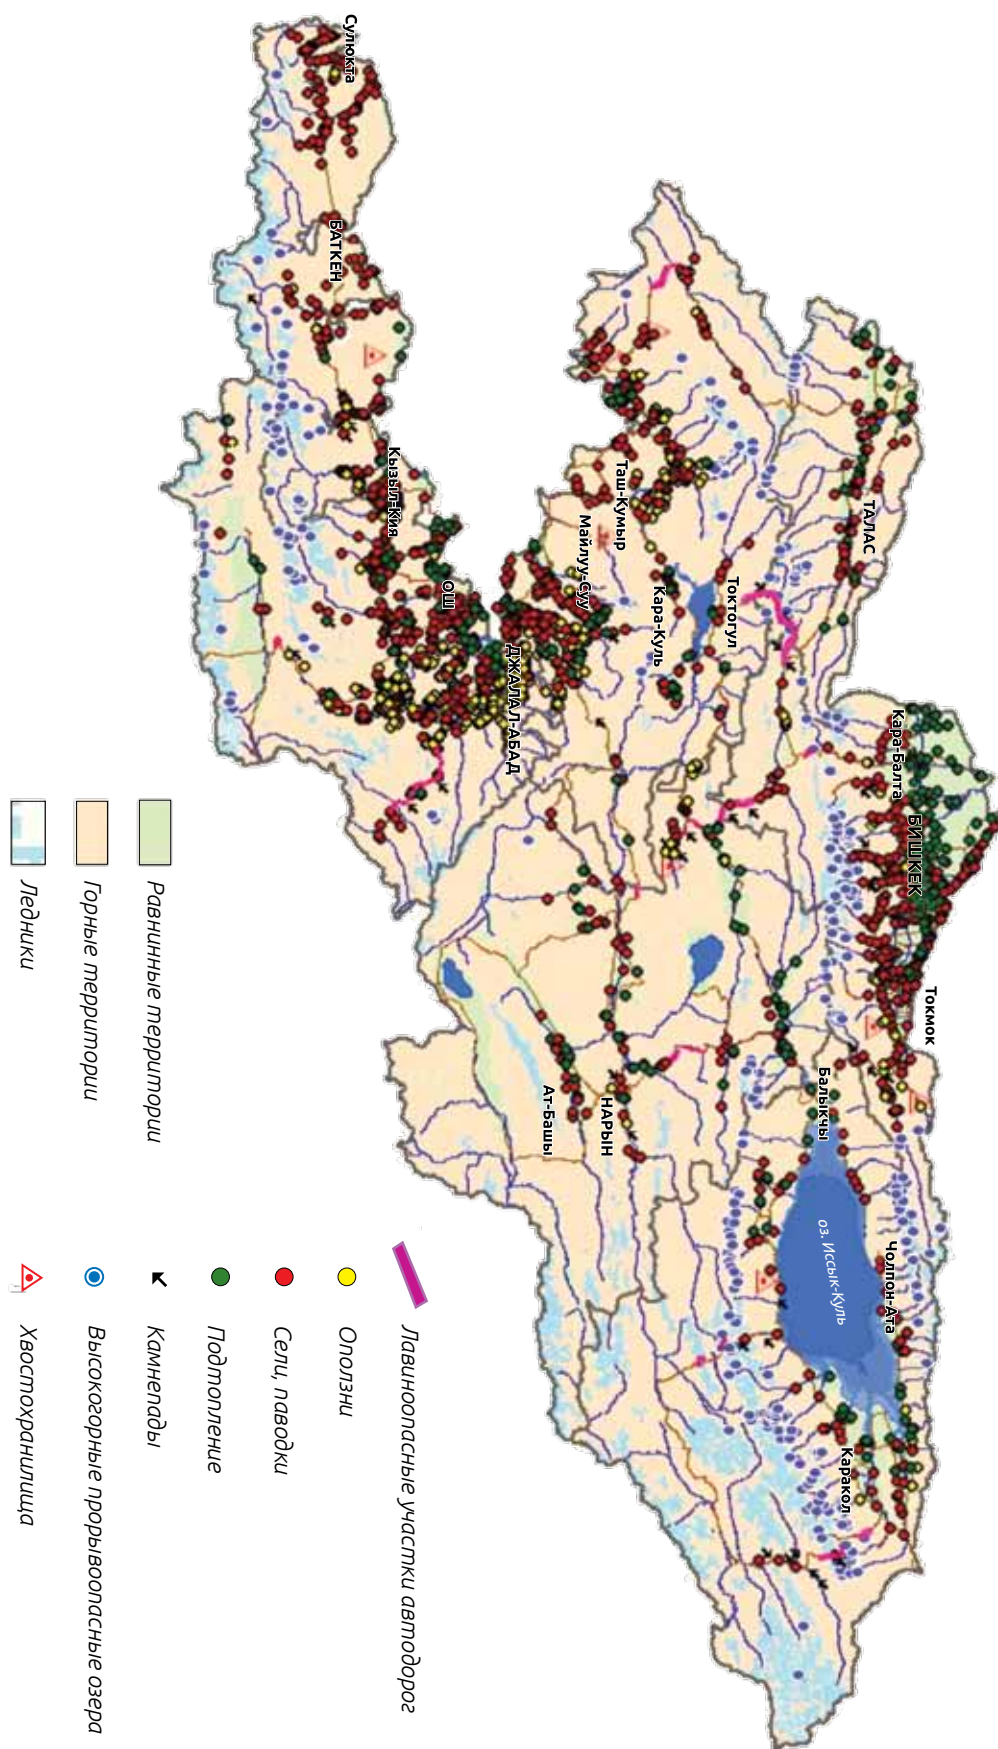 Сулюкта
БАТКЕН
Кызыл-Кия
ОШ
ДЖАЛАЛ-АБАД
Майлуу-Суу
Таш-Кумыр
Кара-Куль
Токтогул
ТАЛАС
Кара-Балта
БИШКЕК
Токмок
Балыкчы
НАРЫН
Ат-Башы
оз. Иссык-Куль
Чолпон-Ата
Каракол
Равнинные территории
Горные территории
Ледники
Лавиноопасные участки автодорог
Оползни
Сели, паводки
Подтопление
Камнепады
Высокогорные прорывоопасные озера
Хвостохранилища